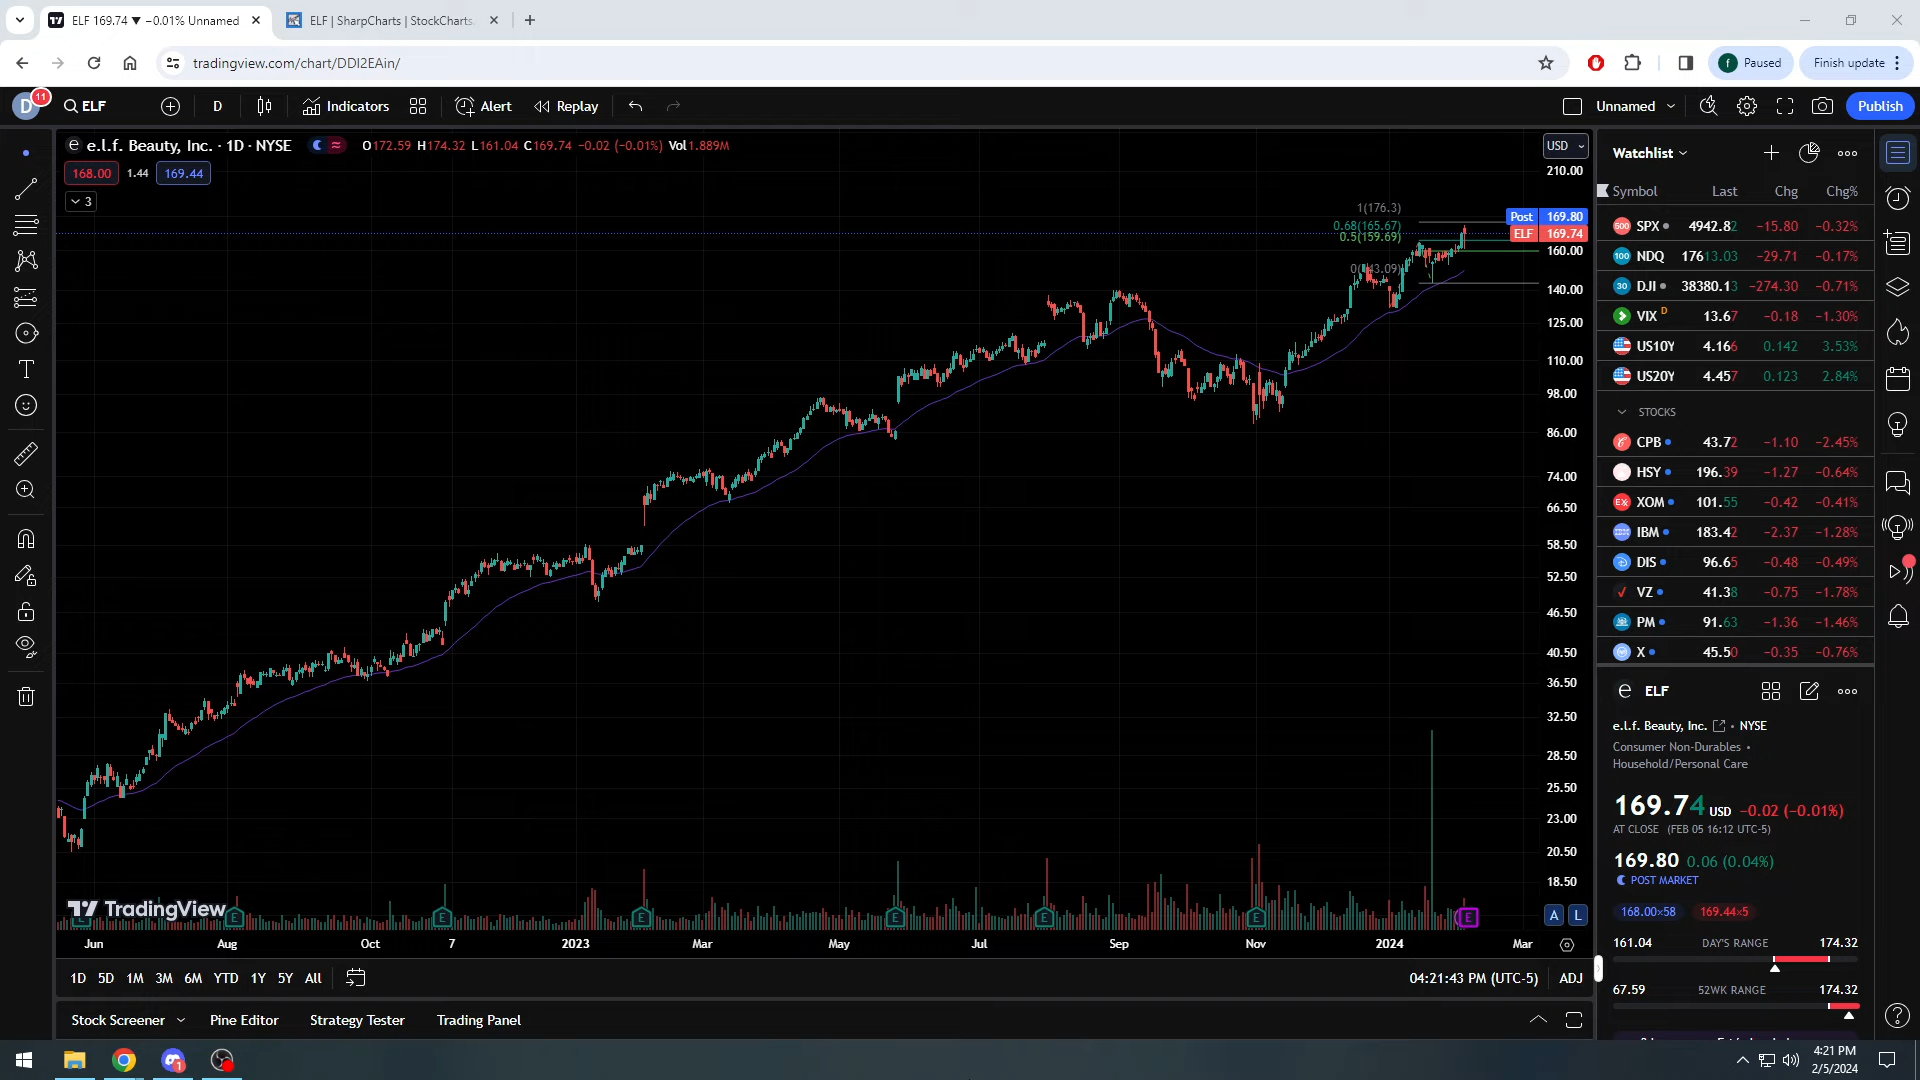 ELF 169.74 ▼ −0.01% Unnamed
ELF | SharpCharts | StockCharts.
tradingview.com/chart/DDI2EAin/
f Paused
Finish update
D 11
ELF
D
Indicators
Alert
Replay
Unnamed
Publish
e.l.f. Beauty, Inc. · 1D · NYSE
O172.59 H174.32 L161.04 C169.74 −0.02 (−0.01%) Vol1.889M
168.00 1.44 169.44
3
1(176.3)
0.68(165.67)
0.5(159.69)
USD
210.00
Post 169.80
ELF 169.74
160.00
140.00
125.00
110.00
98.00
86.00
74.00
66.50
58.50
52.50
46.50
40.50
36.50
32.50
28.50
25.50
23.00
20.50
18.50
A L
TradingView
E E E E E E E E
Jun Aug Oct 7 2023 Mar May Jul Sep Nov 2024 Mar
1D 5D 1M 3M 6M YTD 1Y 5Y All
04:21:43 PM (UTC-5) ADJ
Stock Screener Pine Editor Strategy Tester Trading Panel
Watchlist
Symbol Last Chg Chg%
500 SPX 4942.82 −15.80 −0.32%
100 NDQ 17613.03 −29.71 −0.17%
30 DJI 38380.13 −274.30 −0.71%
VIX D 13.67 −0.18 −1.30%
US10Y 4.166 0.142 3.53%
US20Y 4.457 0.123 2.84%
STOCKS
CPB 43.72 −1.10 −2.45%
HSY 196.39 −1.27 −0.64%
XOM 101.55 −0.42 −0.41%
IBM 183.42 −2.37 −1.28%
DIS 96.65 −0.48 −0.49%
VZ 41.38 −0.75 −1.78%
PM 91.63 −1.36 −1.46%
X 45.50 −0.35 −0.76%
e ELF
e.l.f. Beauty, Inc. • NYSE
Consumer Non-Durables •
Household/Personal Care
169.74 USD −0.02 (−0.01%)
AT CLOSE (FEB 05 16:12 UTC-5)
169.80 0.06 (0.04%)
POST MARKET
168.00×58 169.44×5
161.04 DAY'S RANGE 174.32
67.59 52WK RANGE 174.32
4:21 PM
2/5/2024